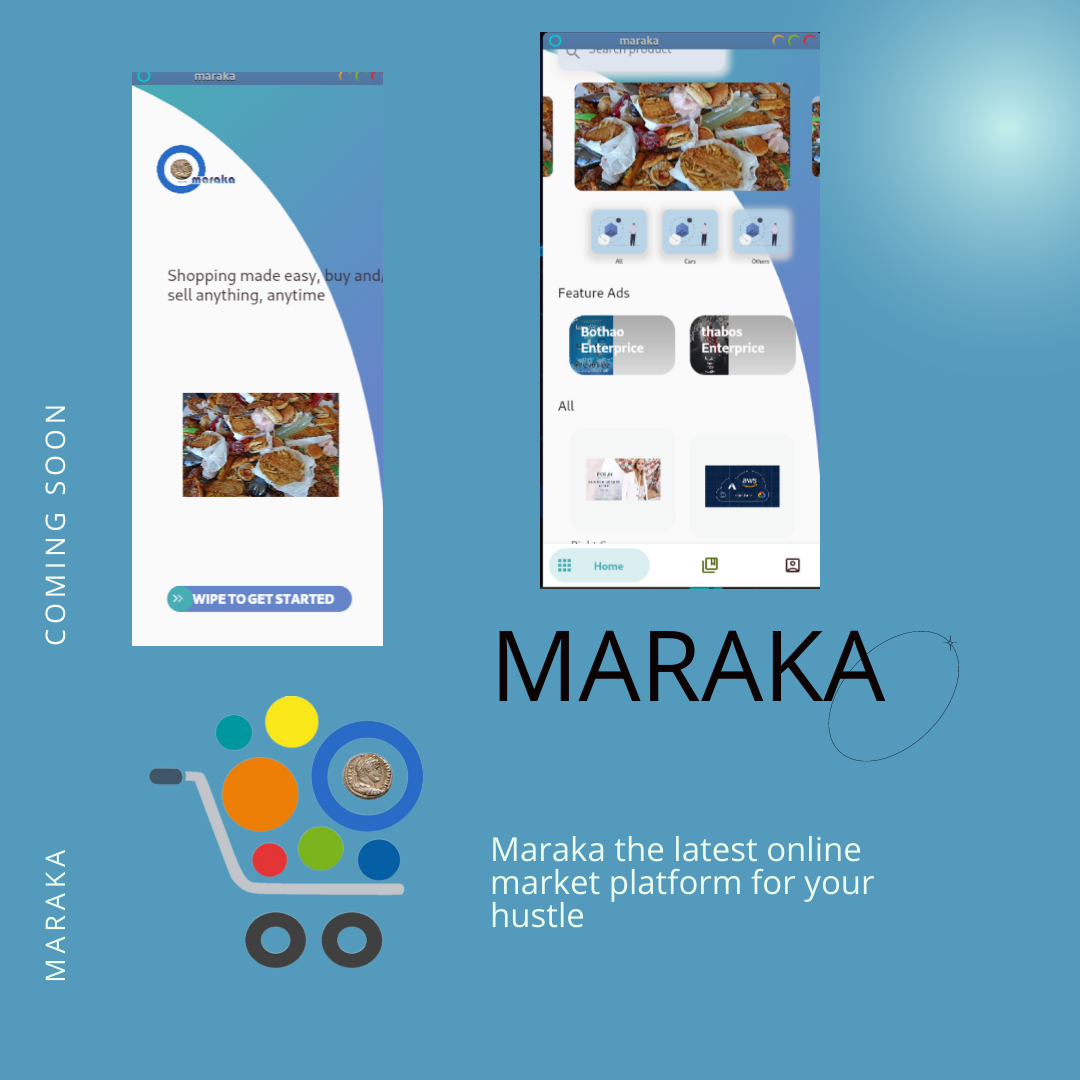 maraka
maraka
Shopping made easy, buy and
sell anything, anytime
WIPE TO GET STARTED
maraka
Search product
All
Cars
Others
Feature Ads
Bothao
Enterprice
thabos
Enterprice
All
aws
Home
COMING SOON
MARAKA
MARAKA
Maraka the latest online
market platform for your
hustle